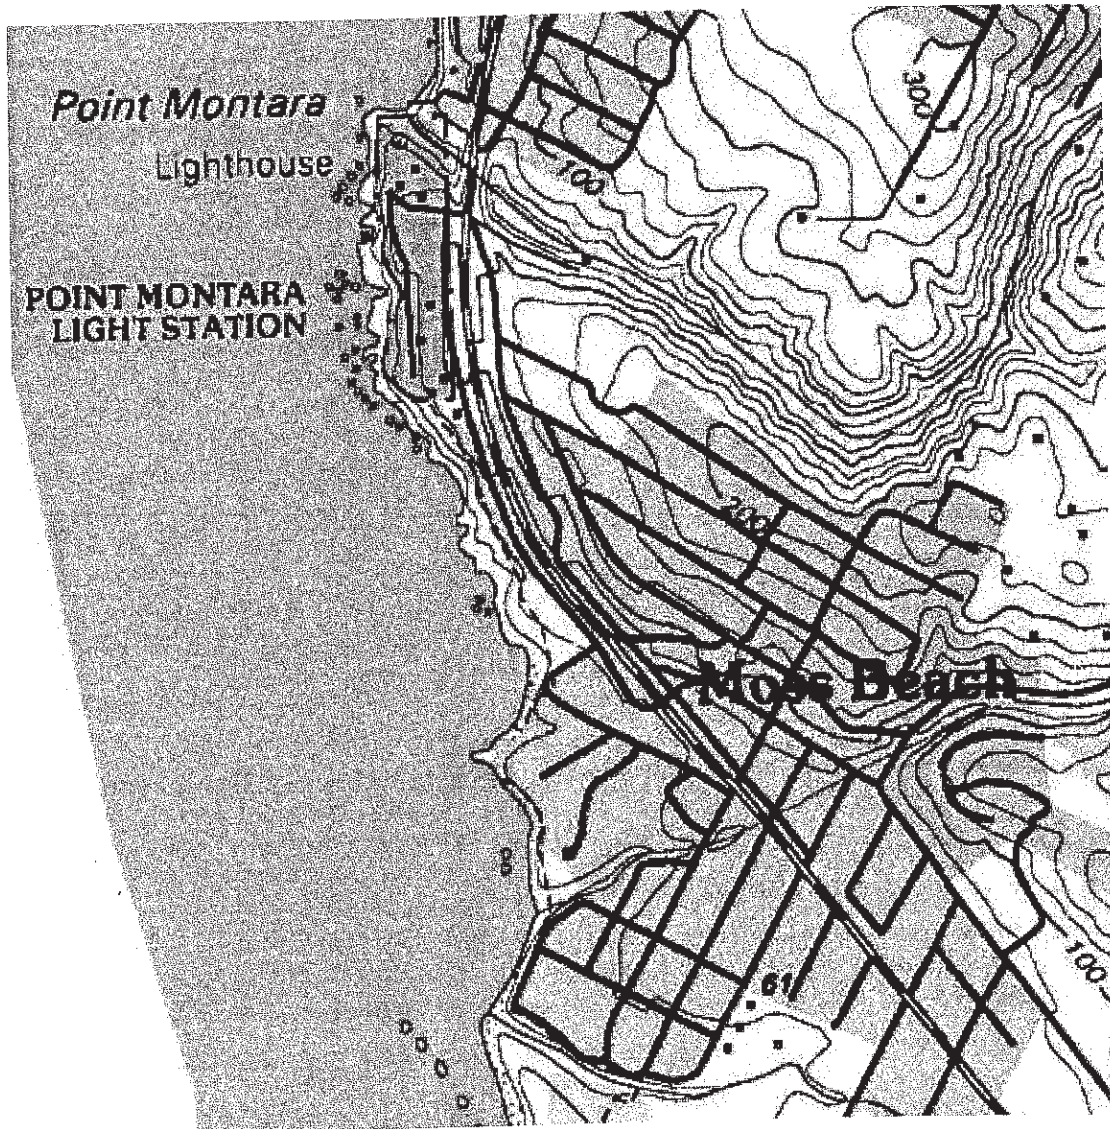 Point Montara
Lighthouse
POINT MONTARA
LIGHT STATION
300
100
200
Moss Beach
61
100